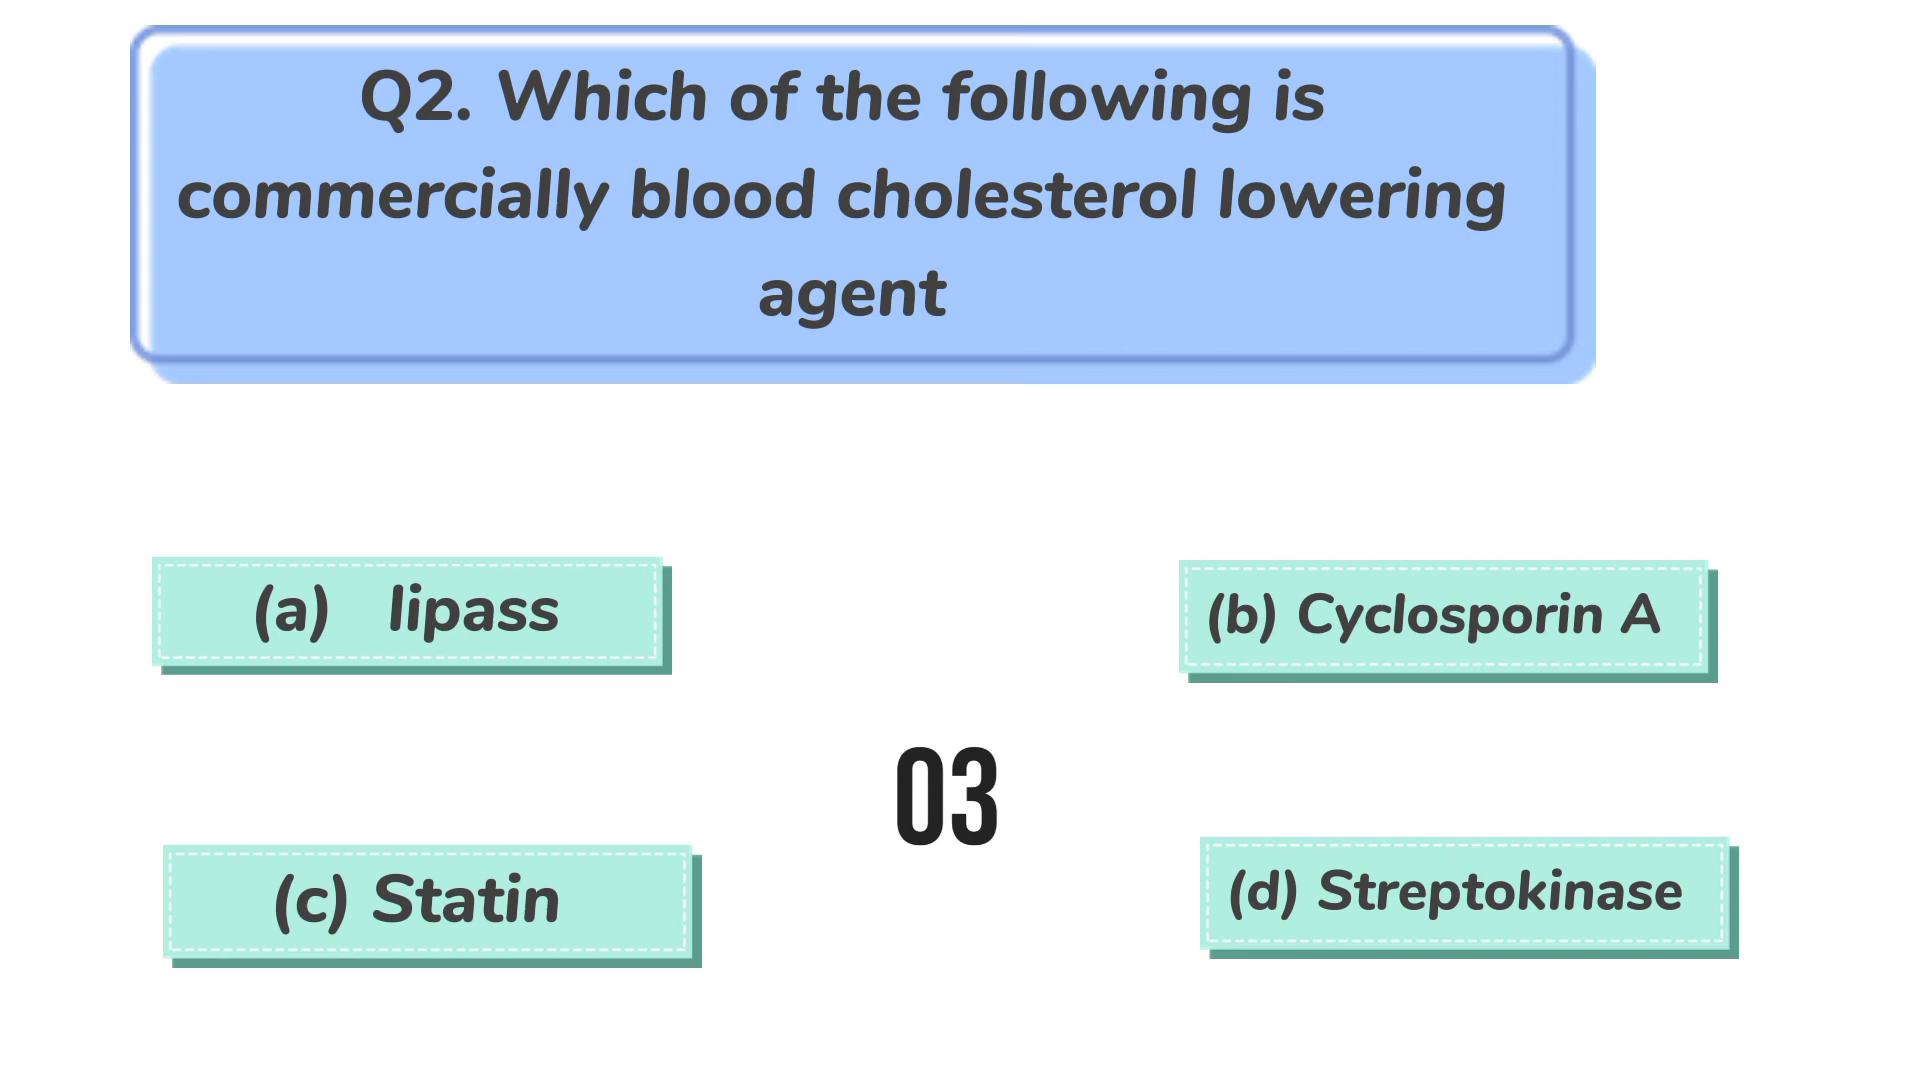 Q2. Which of the following is
commercially blood cholesterol lowering
agent
(a) lipass
(b) Cyclosporin A
03
(c) Statin
(d) Streptokinase